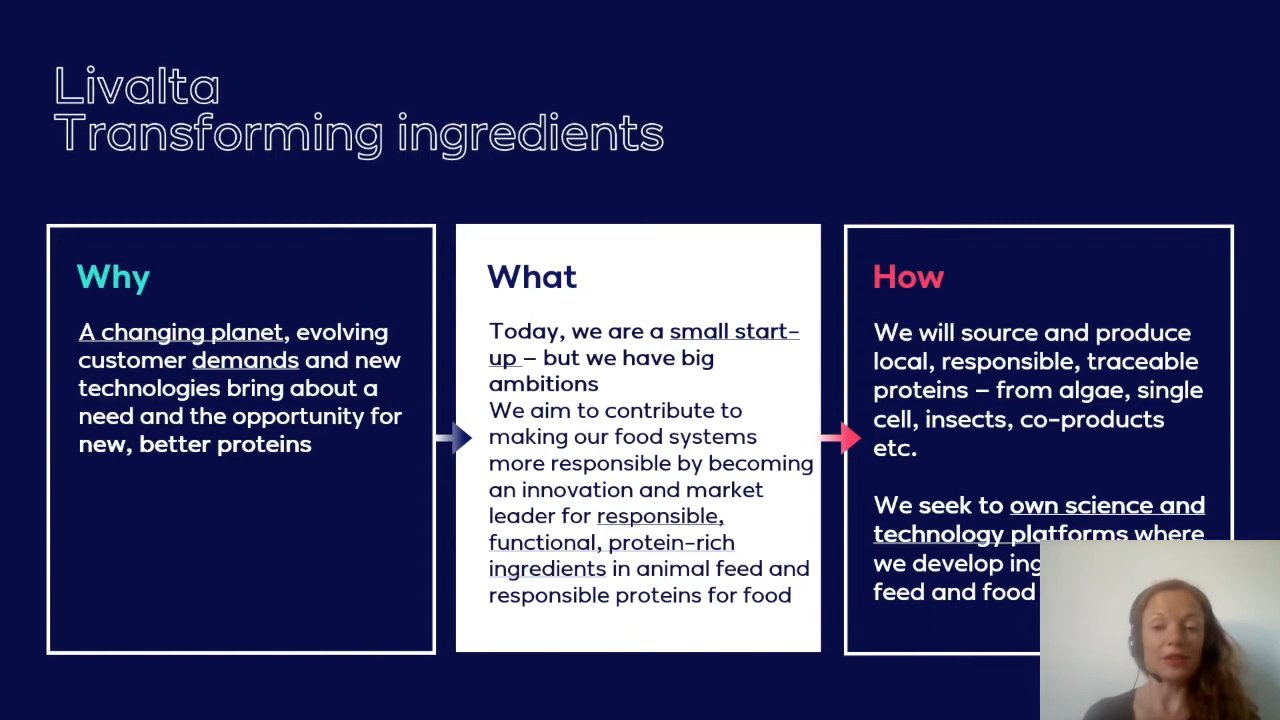 Livalta
Transforming ingredients
Why
A changing planet, evolving
customer demands and new
technologies bring about a
need and the opportunity for
new, better proteins
What
Today, we are a small start-
up – but we have big
ambitions
We aim to contribute to
making our food systems
more responsible by becoming
an innovation and market
leader for responsible,
functional, protein-rich
ingredients in animal feed and
responsible proteins for food
How
We will source and produce
local, responsible, traceable
proteins – from algae, single
cell, insects, co-products
etc.
We seek to own science and
technology platforms where
we develop
feed and food